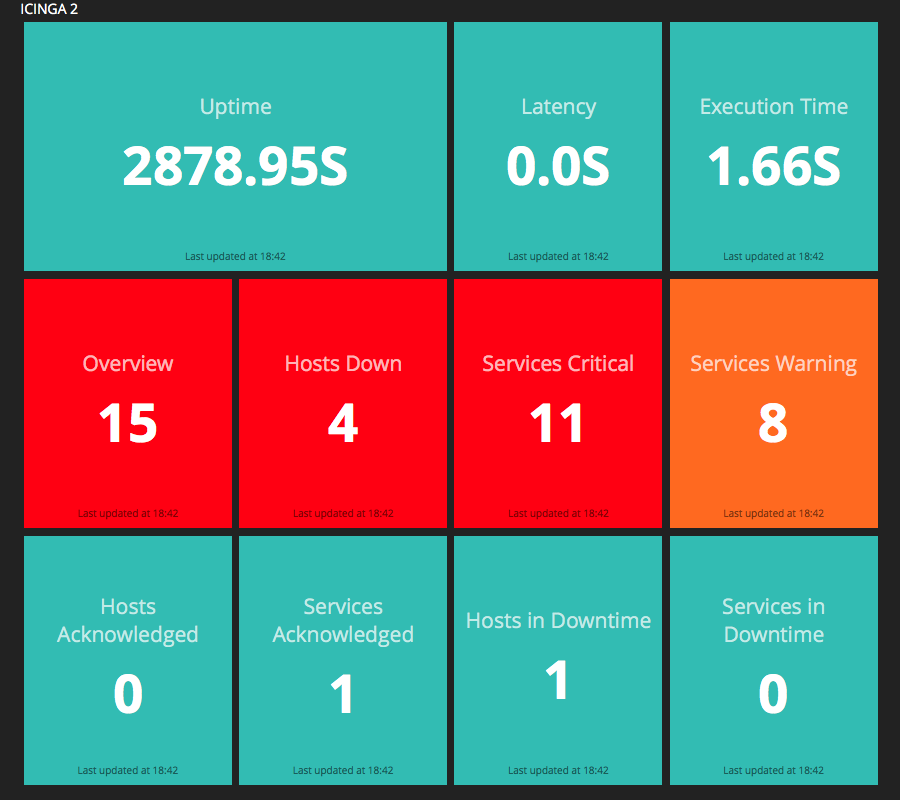 ICINGA 2
Uptime
2878.95S
Last updated at 18:42
Latency
0.0S
Last updated at 18:42
Execution Time
1.66S
Last updated at 18:42
Overview
15
Last updated at 18:42
Hosts Down
4
Last updated at 18:42
Services Critical
11
Last updated at 18:42
Services Warning
8
Last updated at 18:42
Hosts
Acknowledged
0
Last updated at 18:42
Services
Acknowledged
1
Last updated at 18:42
Hosts in Downtime
1
Last updated at 18:42
Services in
Downtime
0
Last updated at 18:42